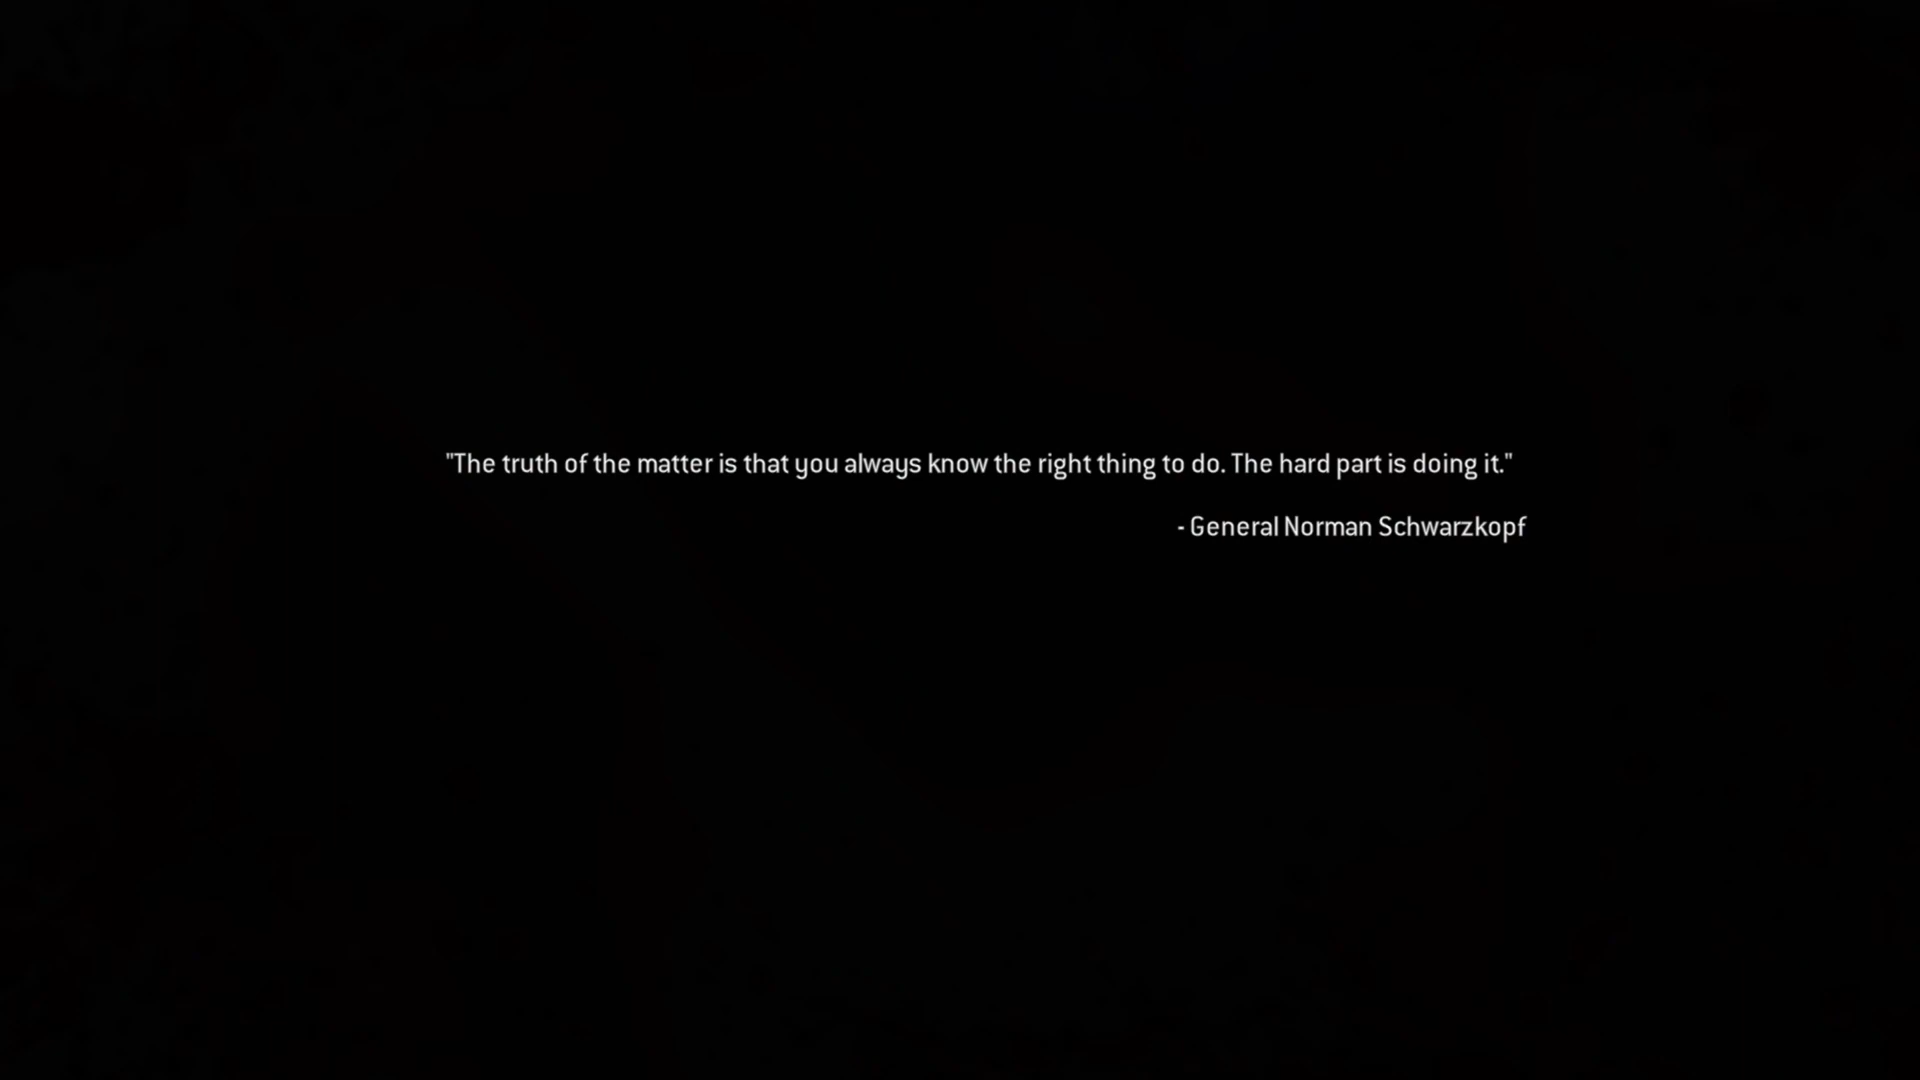 "The truth of the matter is that you always know the right thing to do. The hard part is doing it."
- General Norman Schwarzkopf